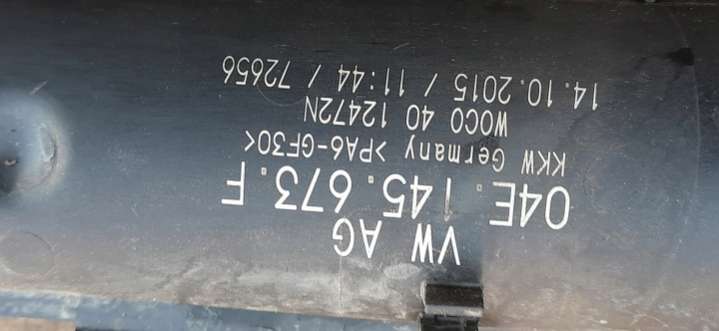 VW AG
04E.145.673.F
KKW Germany >PA6-GF30<
WOCO 40 12472N
14.10.2015 / 11:44 / 72656